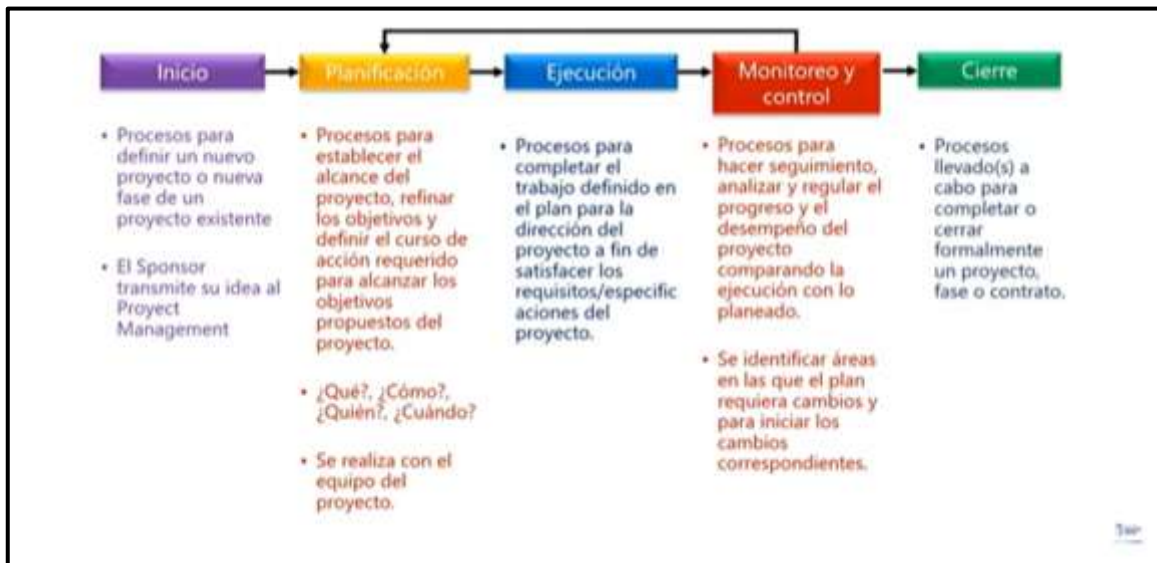 Inicio
Planificación
Ejecución
Monitoreo y
control
Cierre
• Procesos para
definir un nuevo
proyecto o nueva
fase de un
proyecto existente
• El Sponsor
transmite su idea al
Proyect
Management
• Procesos para
establecer el
alcance del
proyecto, refinar
los objetivos y
definir el curso de
acción requerido
para alcanzar los
objetivos
propuestos del
proyecto.
• ¿Qué?, ¿Cómo?,
¿Quién?, ¿Cuándo?
• Se realiza con el
equipo del
proyecto.
• Procesos para
completar el
trabajo definido en
el plan para la
dirección del
proyecto a fin de
satisfacer los
requisitos/especific
aciones del
proyecto.
• Procesos para
hacer seguimiento,
analizar y regular el
progreso y el
desempeño del
proyecto
comparando la
ejecución con lo
planeado.
• Se identificar áreas
en las que el plan
requiera cambios y
para iniciar los
cambios
correspondientes.
• Procesos
llevado(s) a
cabo para
completar o
cerrar
formalmente
un proyecto,
fase o contrato.